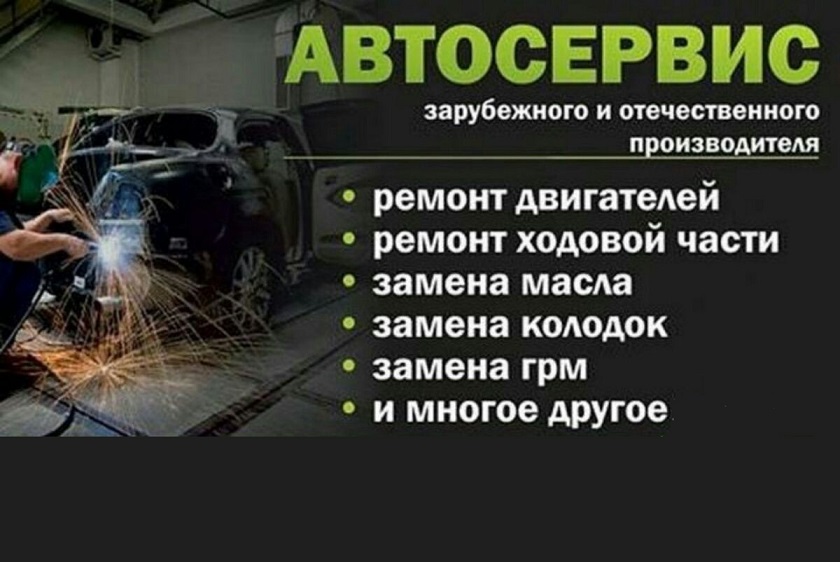 АВТОСЕРВИС
зарубежного и отечественного
производителя
• ремонт двигателей
• ремонт ходовой части
• замена масла
• замена колодок
• замена грм
• и многое другое